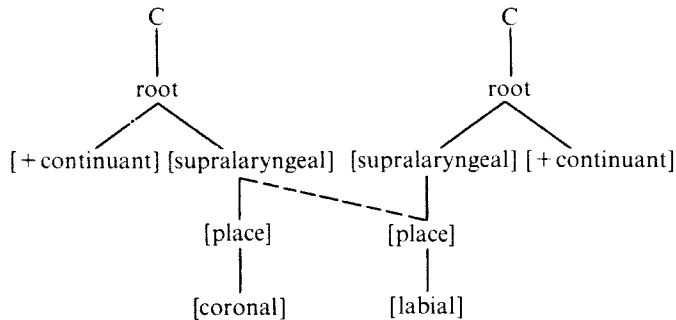 C C
root root
[+continuant] [supralaryngeal] [supralaryngeal] [+continuant]
[place] [place]
[coronal] [labial]